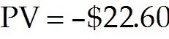 PV = –$22.60